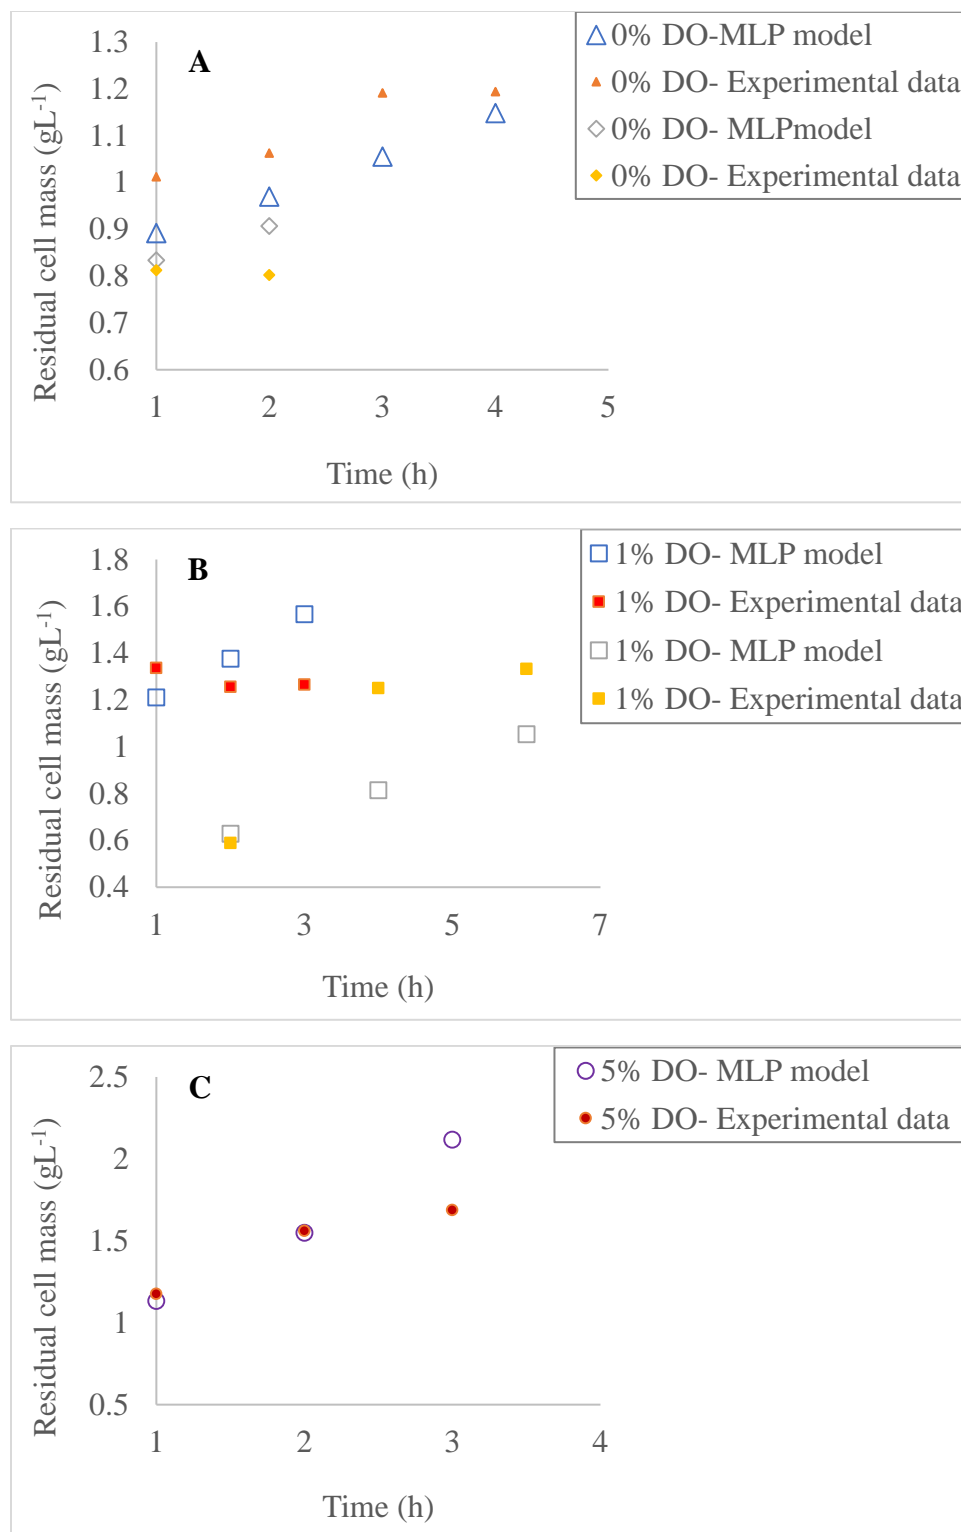 A
1.3
1.2
1.1
1
0.9
0.8
0.7
0.6
Residual cell mass (gL-1)
1 2 3 4 5
Time (h)
0% DO-MLP model
0% DO- Experimental data
0% DO- MLPmodel
0% DO- Experimental data
B
1.8
1.6
1.4
1.2
1
0.8
0.6
0.4
Residual cell mass (gL-1)
1 3 5 7
Time (h)
1% DO- MLP model
1% DO- Experimental data
1% DO- MLP model
1% DO- Experimental data
C
2.5
2
1.5
1
0.5
Residual cell mass (gL-1)
1 2 3 4
Time (h)
5% DO- MLP model
5% DO- Experimental data